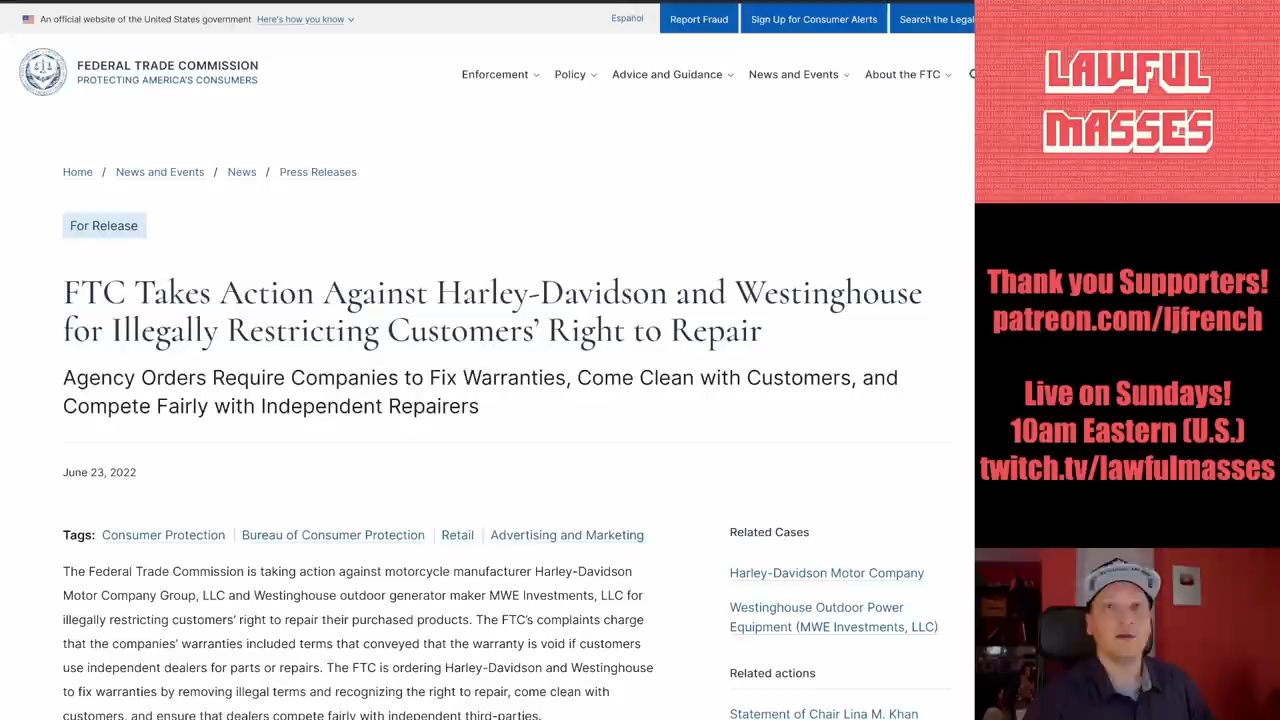 An official website of the United States government Here's how you know
Español
Report Fraud
Sign Up for Consumer Alerts
Search the Legal
FEDERAL TRADE COMMISSION
PROTECTING AMERICA'S CONSUMERS
Enforcement
Policy
Advice and Guidance
News and Events
About the FTC
Home / News and Events / News / Press Releases
For Release
FTC Takes Action Against Harley-Davidson and Westinghouse
for Illegally Restricting Customers' Right to Repair
Agency Orders Require Companies to Fix Warranties, Come Clean with Customers, and
Compete Fairly with Independent Repairers
June 23, 2022
Tags: Consumer Protection | Bureau of Consumer Protection | Retail | Advertising and Marketing
The Federal Trade Commission is taking action against motorcycle manufacturer Harley-Davidson
Motor Company Group, LLC and Westinghouse outdoor generator maker MWE Investments, LLC for
illegally restricting customers' right to repair their purchased products. The FTC's complaints charge
that the companies' warranties included terms that conveyed that the warranty is void if customers
use independent dealers for parts or repairs. The FTC is ordering Harley-Davidson and Westinghouse
to fix warranties by removing illegal terms and recognizing the right to repair, come clean with
customers, and ensure that dealers compete fairly with independent third-parties.
Related Cases
Harley-Davidson Motor Company
Westinghouse Outdoor Power
Equipment (MWE Investments, LLC)
Related actions
Statement of Chair Lina M. Khan
LAWFUL
MASSES
Thank you Supporters!
patreon.com/ljfrench
Live on Sundays!
10am Eastern (U.S.)
twitch.tv/lawfulmasses